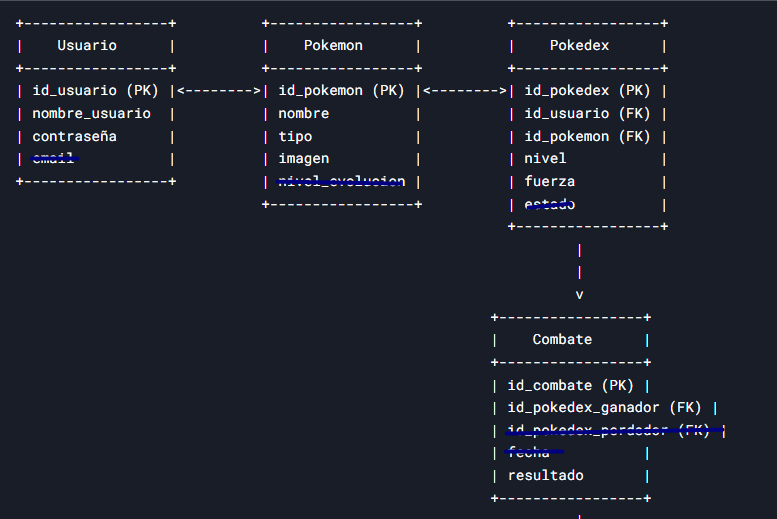 +-----------------+          +-----------------+          +-----------------+
|    Usuario      |          |    Pokemon      |          |    Pokedex      |
+-----------------+          +-----------------+          +-----------------+
| id_usuario (PK) |<-------->| id_pokemon (PK) |<-------->| id_pokedex (PK) |
| nombre_usuario  |          | nombre          |          | id_usuario (FK) |
| contraseña      |          | tipo            |          | id_pokemon (FK) |
| email           |          | imagen          |          | nivel           |
+-----------------+          | nivel_evolucion |          | fuerza          |
                             +-----------------+          | estado          |
                                                          +-----------------+
                                                                  |
                                                                  |
                                                                  v
                                                        +-----------------+
                                                        |    Combate      |
                                                        +-----------------+
                                                        | id_combate (PK) |
                                                        | id_pokedex_ganador (FK) |
                                                        | id_pokedex_perdedor (FK) |
                                                        | fecha           |
                                                        | resultado       |
                                                        +-----------------+
                                                                  |